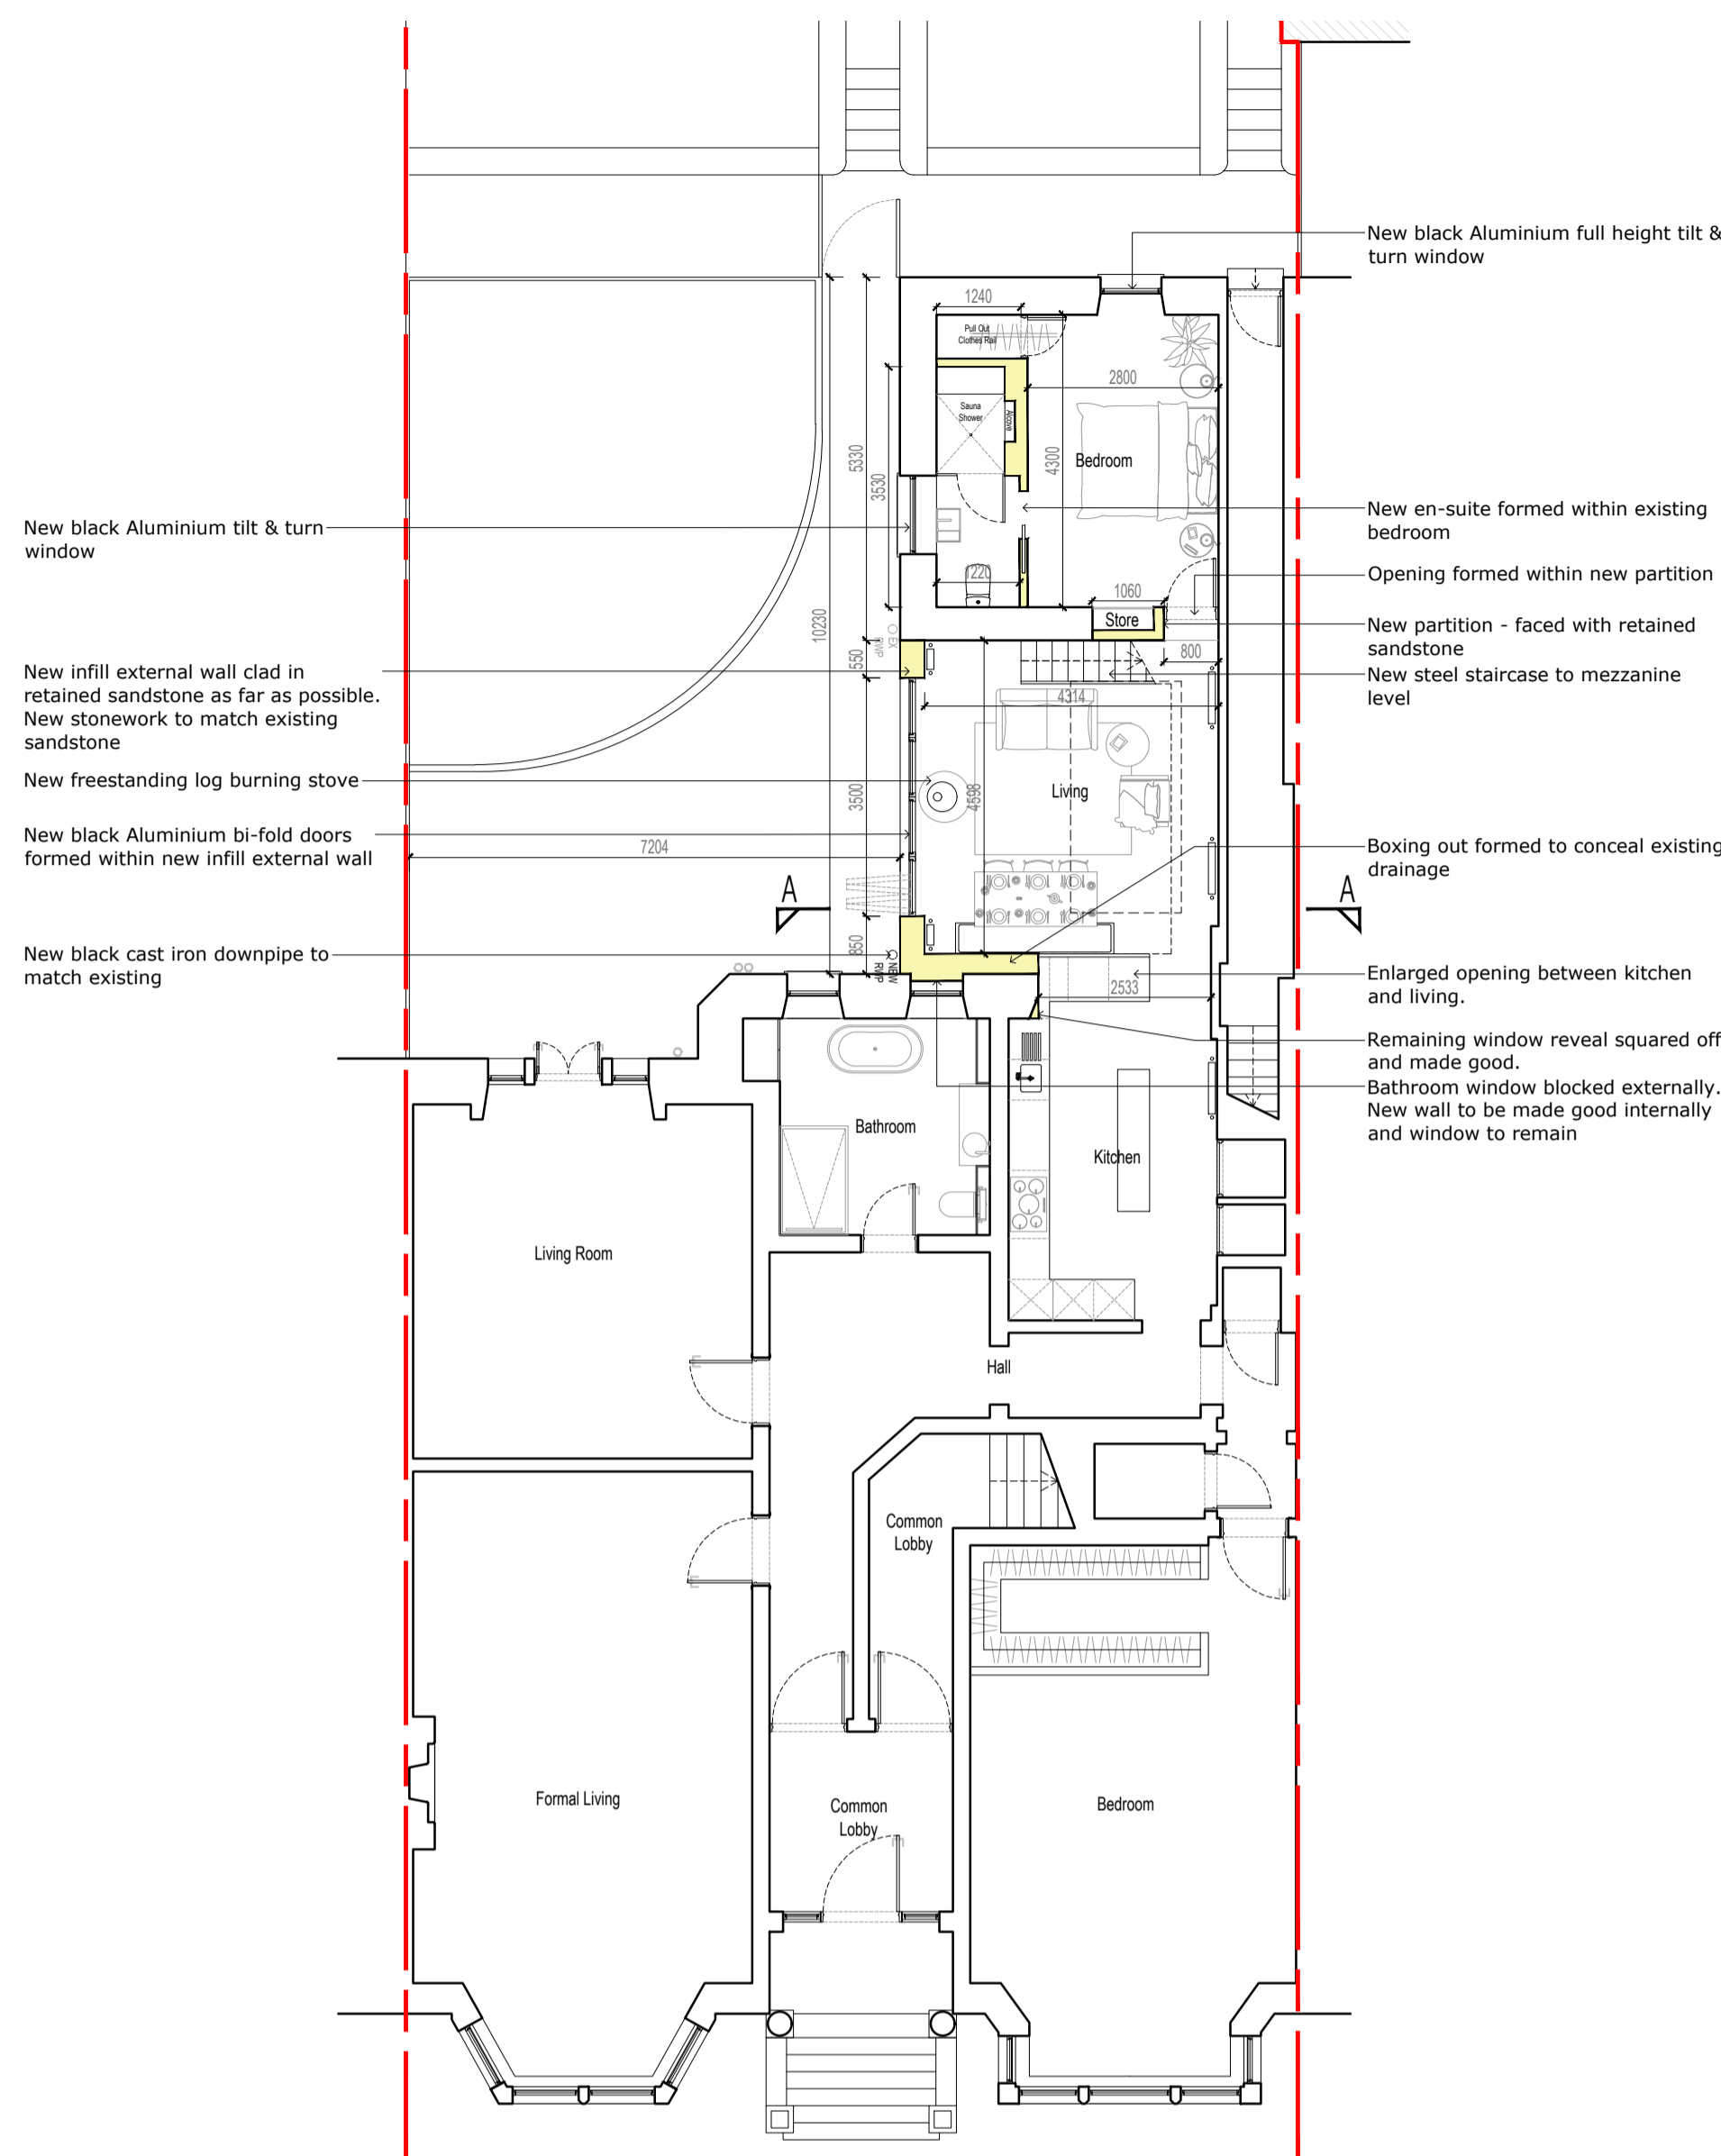 New black Aluminium full height tilt &
turn window
1240
Pull Out
Clothes Rail
2800
Sauna
Shower
Alcove
5330
3530
4300
Bedroom
New black Aluminium tilt & turn
window
New en-suite formed within existing
bedroom
Opening formed within new partition
1220
1060
Store
10230
EX
RWP
New partition - faced with retained
sandstone
800
550
New infill external wall clad in
retained sandstone as far as possible.
New stonework to match existing
sandstone
New steel staircase to mezzanine
level
4314
New freestanding log burning stove
3500
4598
Living
New black Aluminium bi-fold doors
formed within new infill external wall
7204
Boxing out formed to conceal existing
drainage
A
A
850
New black cast iron downpipe to
match existing
NEW
RWP
Enlarged opening between kitchen
and living.
2533
Remaining window reveal squared off
and made good.
Bathroom window blocked externally.
New wall to be made good internally
and window to remain
Bathroom
Kitchen
Living Room
Hall
Common
Lobby
Formal Living
Common
Lobby
Bedroom